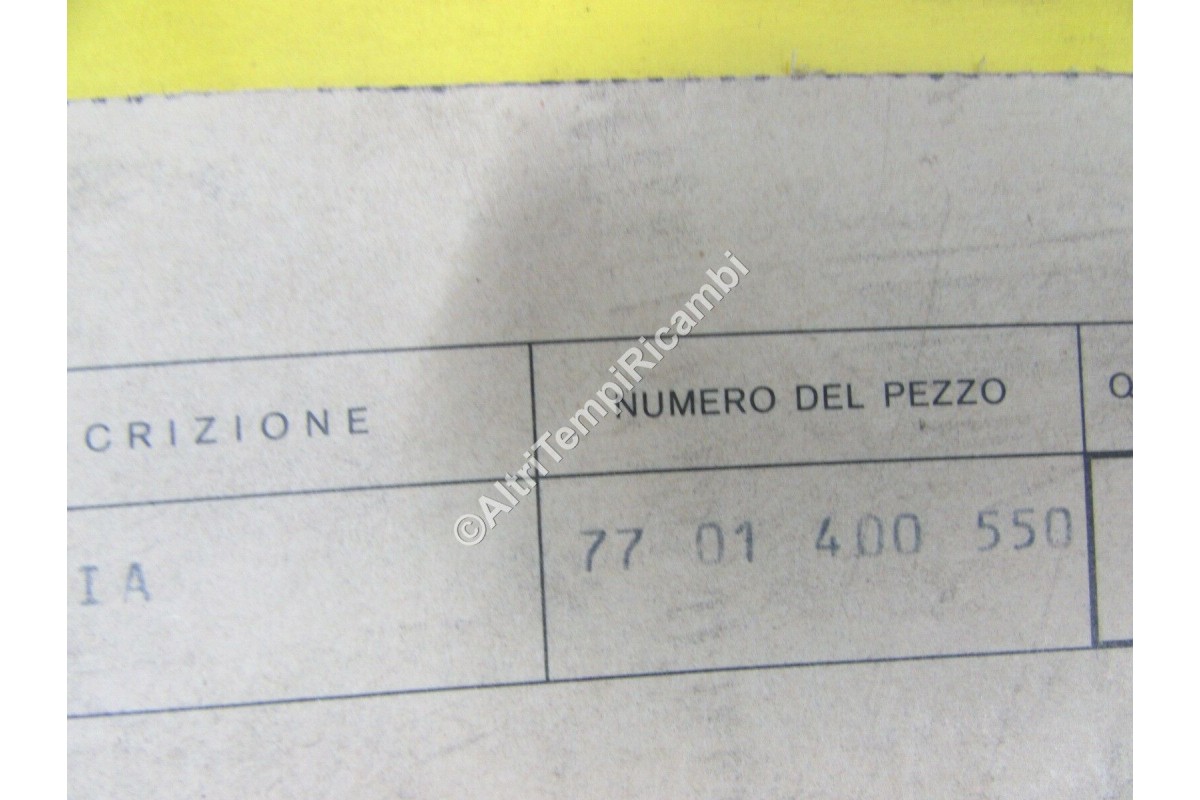 CRIZIONE NUMERO DEL PEZZO Q
IA 77 01 400 550
©AltriTempiRicambi